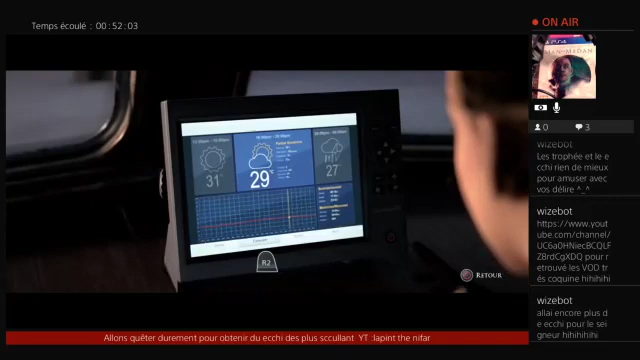 Temps écoulé : 00:52:03
ON AIR
MAN of MEDAN
0
3
31°
29°C
27°
R2
RETOUR
wizebot
Les trophée et le e
cchi rien de mieux
pour amuser avec
vos délire ^_^
wizebot
https://www.yout
ube.com/channel/
UC6a0HNiecBCQLF
Z8rdCgXDQ pour r
etrouvé les VOD tr
és coquine hihihihi
wizebot
allai encore plus d
e ecchi pour le sei
gneur hihihihihi
Allons quêter durement pour obtenir du ecchi des plus sccullant YT :lapint the nifar